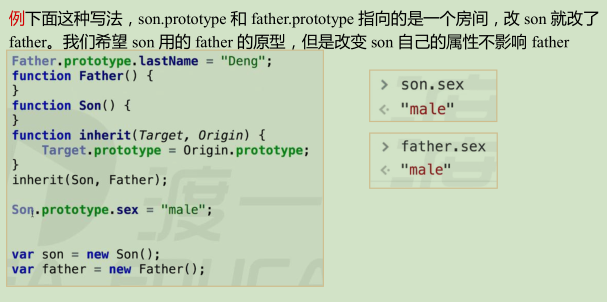 例下面这种写法，son.prototype 和 father.prototype 指向的是一个房间，改 son 就改了
father。我们希望 son 用的 father 的原型，但是改变 son 自己的属性不影响 father
Father.prototype.lastName = "Deng";
function Father() {
}
function Son() {
}
function inherit(Target, Origin) {
    Target.prototype = Origin.prototype;
}
inherit(Son, Father);
Son.prototype.sex = "male";
var son = new Son();
var father = new Father();
> son.sex
< "male"
> father.sex
< "male"
渡一